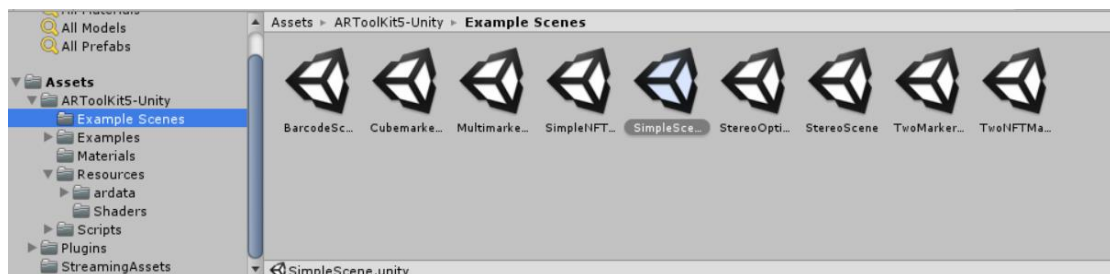 All Models
All Prefabs
Assets
ARToolKit5-Unity
Example Scenes
Examples
Materials
Resources
ardata
Shaders
Scripts
Plugins
StreamingAssets
Assets ▸ ARToolKit5-Unity ▸ Example Scenes
BarcodeSc... Cubemarke... Multimarke... SimpleNFT... SimpleSce... StereoOpti... StereoScene TwoMarker... TwoNFTMa...
SimpleScene.unity